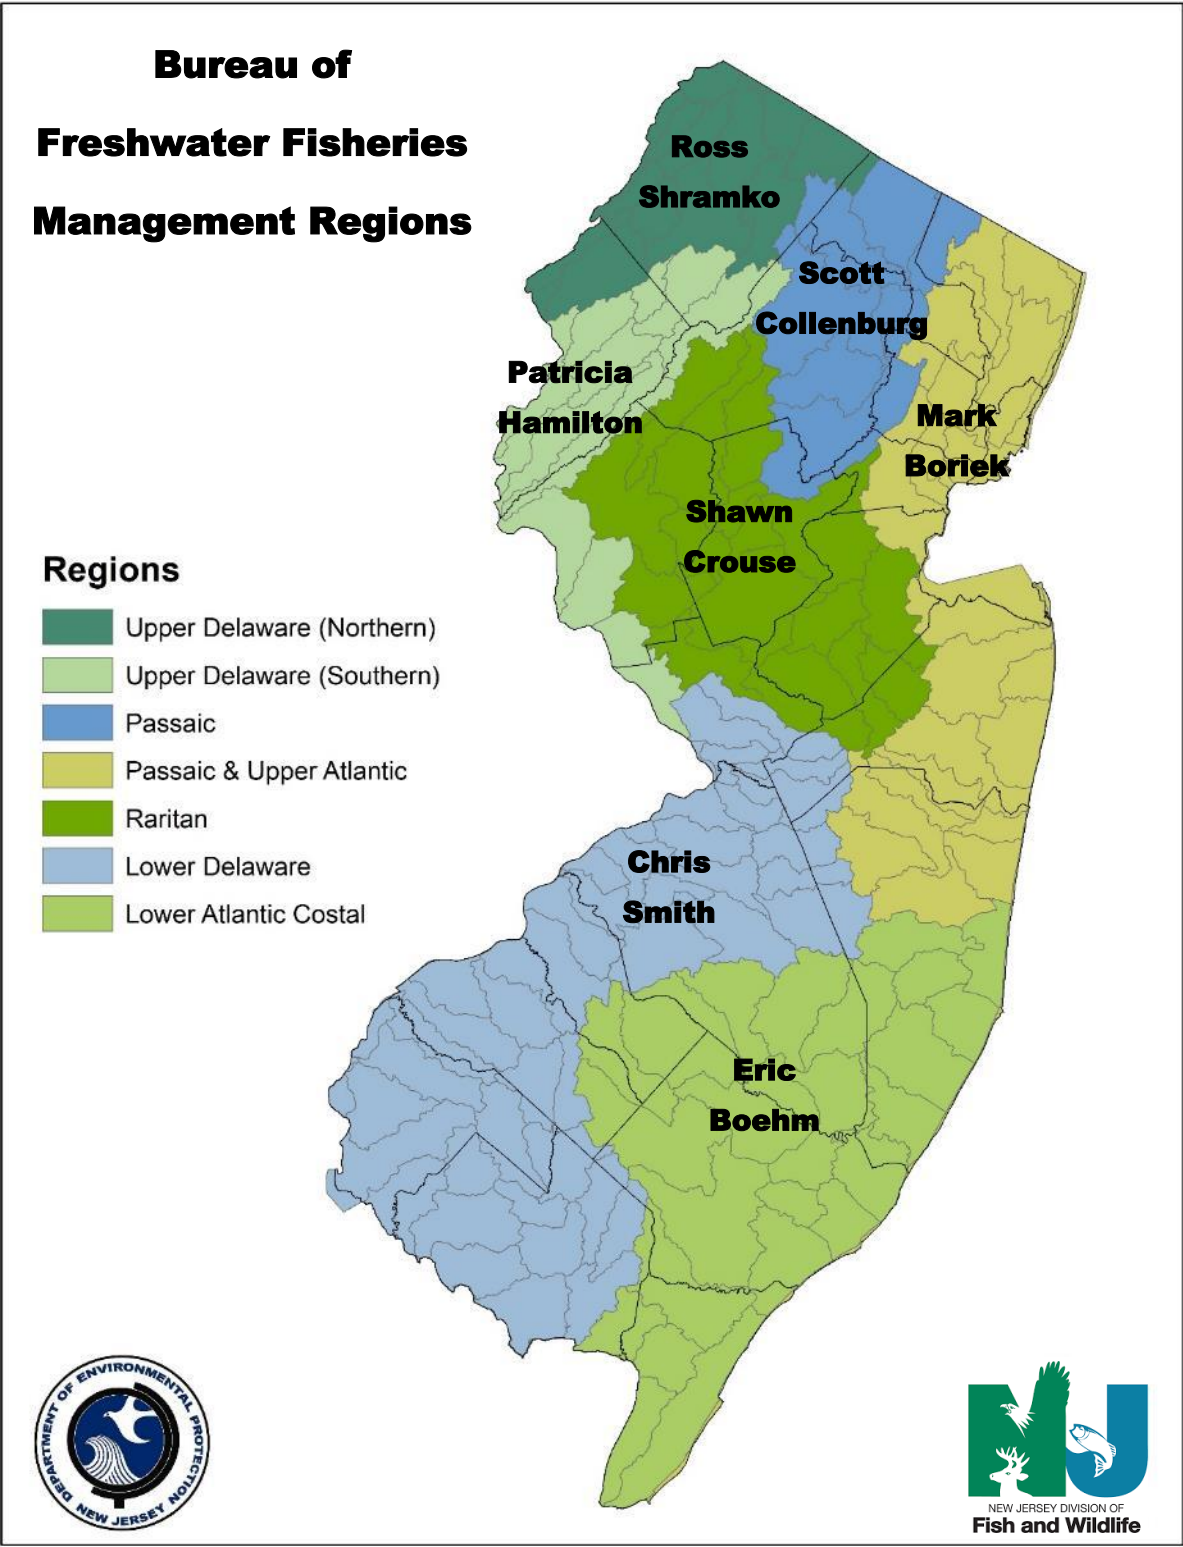 Bureau of
Freshwater Fisheries
Management Regions
Ross
Shramko
Scott
Collenburg
Patricia
Hamilton
Mark
Boriek
Shawn
Crouse
Regions
Upper Delaware (Northern)
Upper Delaware (Southern)
Passaic
Passaic & Upper Atlantic
Raritan
Lower Delaware
Lower Atlantic Costal
Chris
Smith
Eric
Boehm
DEPARTMENT OF ENVIRONMENTAL PROTECTION
NEW JERSEY
NJ
NEW JERSEY DIVISION OF
Fish and Wildlife